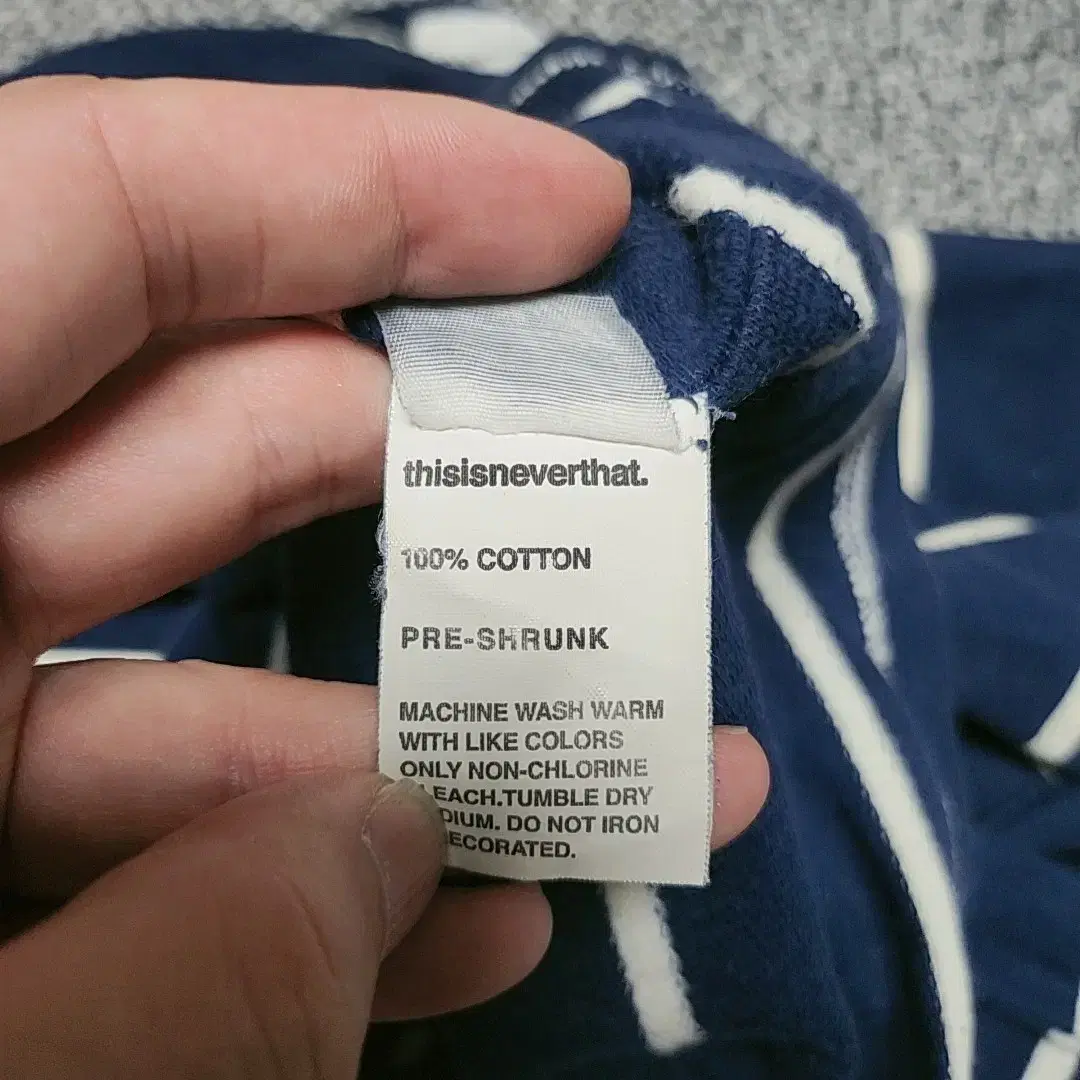 thisisneverthat.
100% COTTON
PRE-SHRUNK
MACHINE WASH WARM
WITH LIKE COLORS
ONLY NON-CHLORINE
EACH.TUMBLE DRY
DIUM. DO NOT IRON
ECORATED.